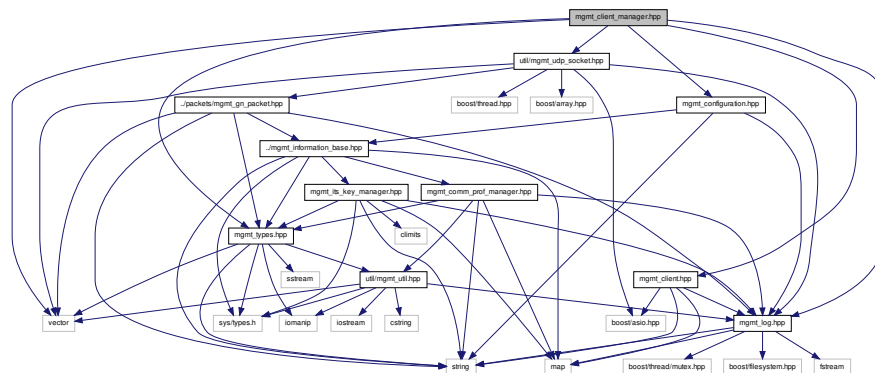 mgmt_client_manager.hpp
util/mgmt_udp_socket.hpp
../packets/mgmt_gn_packet.hpp
boost/thread.hpp
boost/array.hpp
mgmt_configuration.hpp
../mgmt_information_base.hpp
mgmt_its_key_manager.hpp
mgmt_comm_prof_manager.hpp
mgmt_types.hpp
climits
sstream
util/mgmt_util.hpp
mgmt_client.hpp
vector
sys/types.h
iomanip
iostream
cstring
boost/asio.hpp
mgmt_log.hpp
string
map
boost/thread/mutex.hpp
boost/filesystem.hpp
fstream